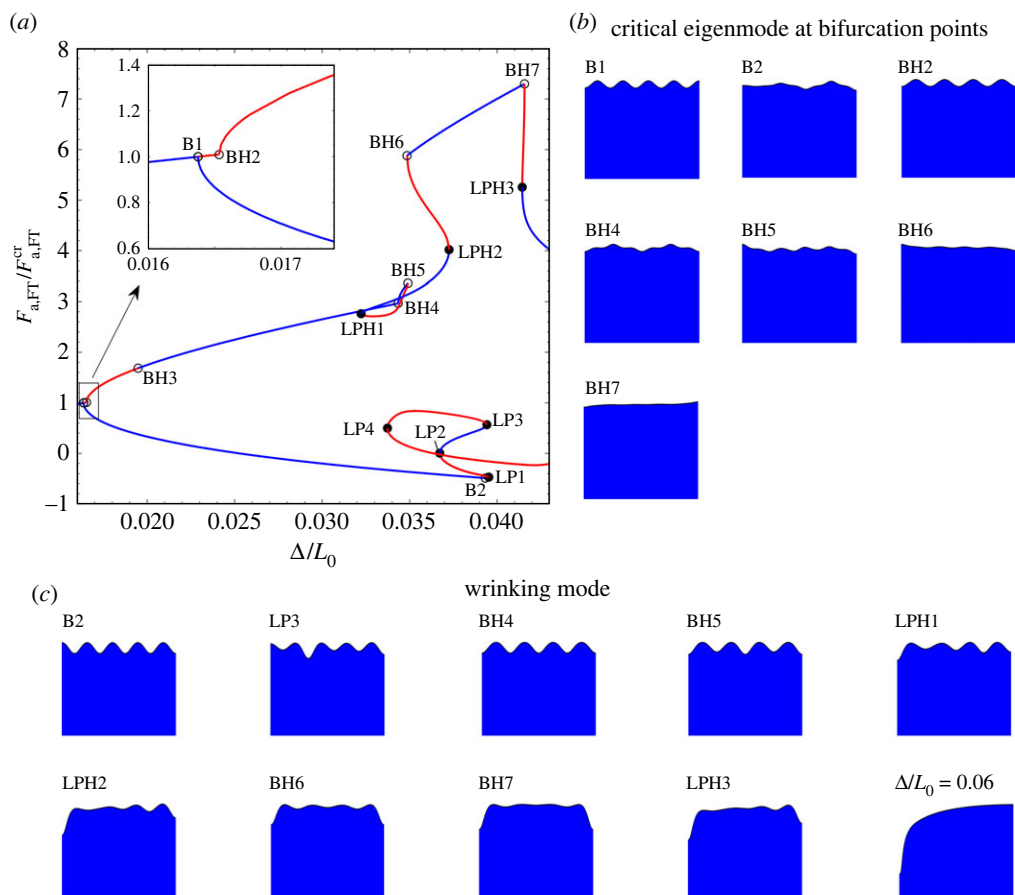 (a)
8
7
6
5
4
3
2
1
0
−1
F a,FT /F cr a,FT
0.020
0.025
0.030
0.035
0.040
Δ/L0
1.4
1.2
1.0
0.8
0.6
0.016
0.017
B1
BH2
BH7
BH6
LPH3
LPH2
BH5
BH4
LPH1
BH3
LP4
LP2
LP3
LP1
B2
(b)
critical eigenmode at bifurcation points
B1 B2 BH2
BH4 BH5 BH6
BH7
(c)
wrinking mode
B2 LP3 BH4 BH5 LPH1
LPH2 BH6 BH7 LPH3 Δ/L0 = 0.06